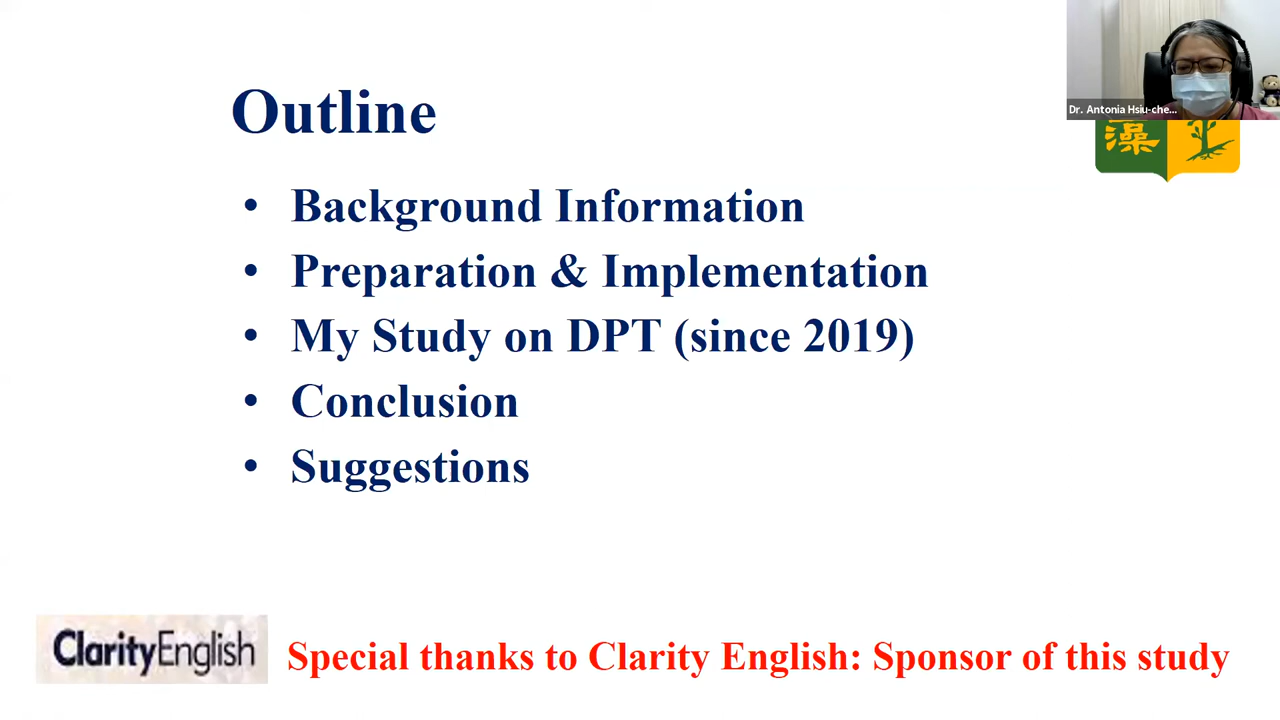 Outline
Dr. Antonia Hsiu-che...
藻
• Background Information
• Preparation & Implementation
• My Study on DPT (since 2019)
• Conclusion
• Suggestions
ClarityEnglish
Special thanks to Clarity English: Sponsor of this study